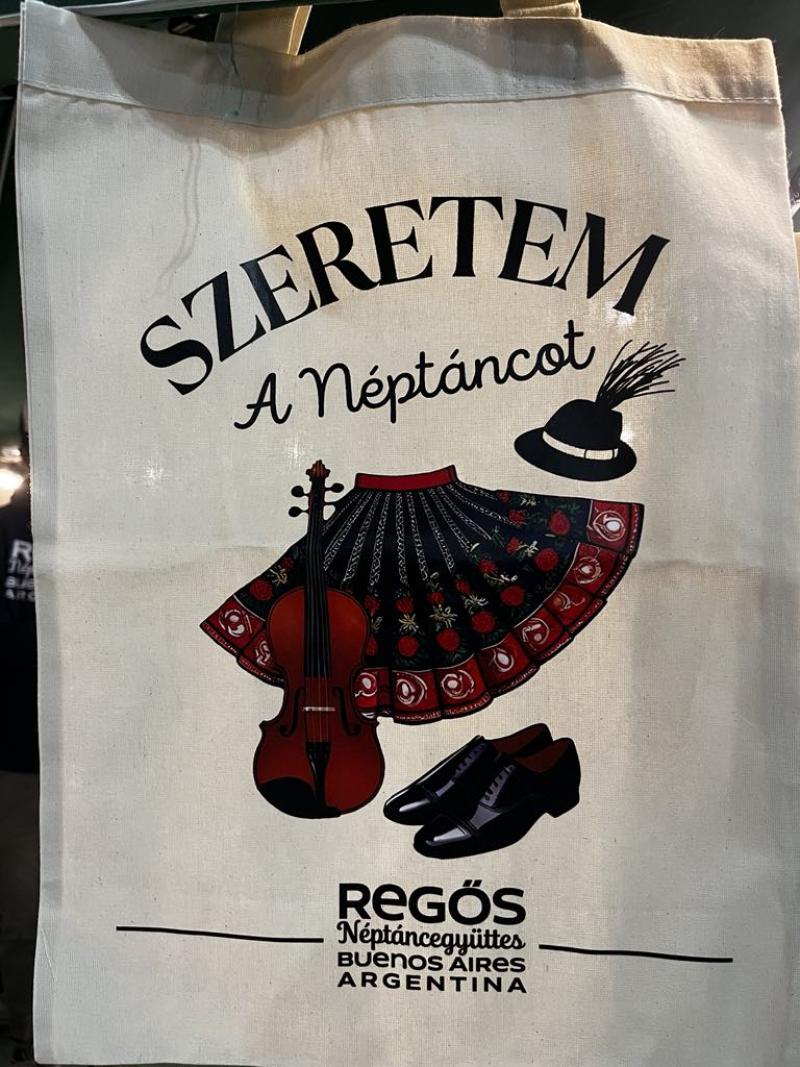 SZERETEM
A Néptáncot
REGŐS
Néptáncegyüttes
BUENOS AIRES
ARGENTINA